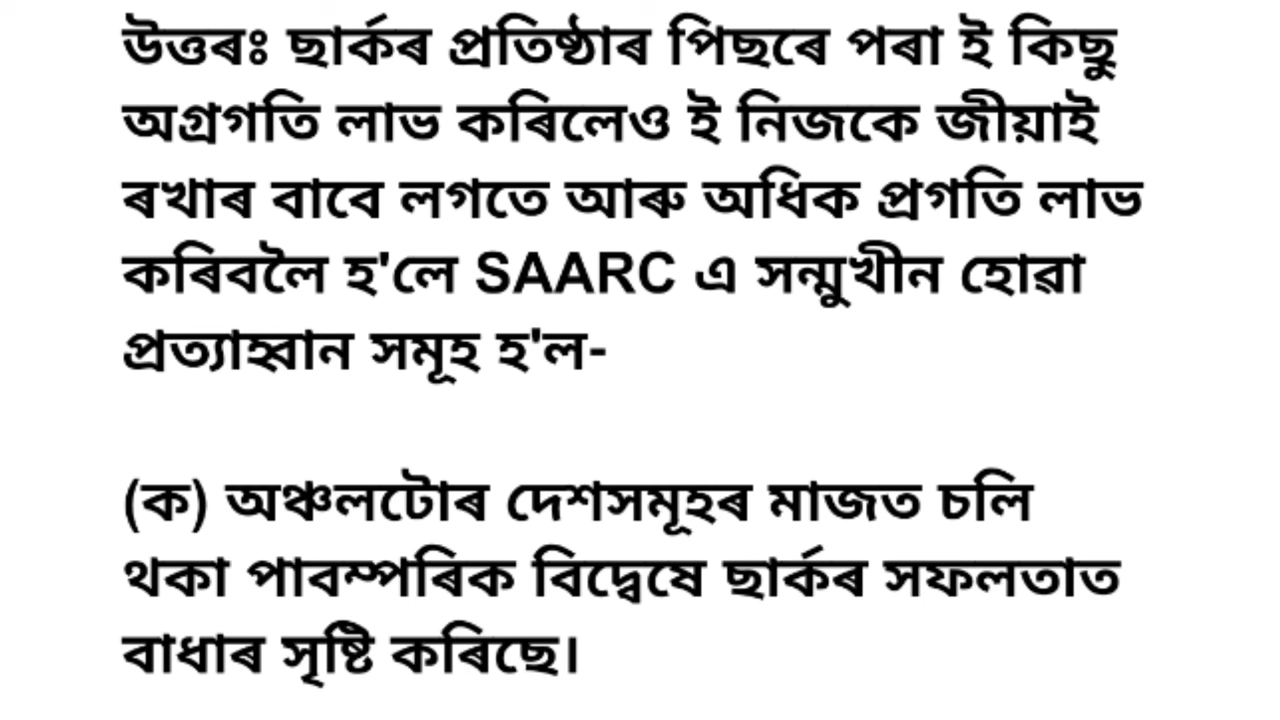 উত্তৰঃ ছাৰ্কৰ প্ৰতিষ্ঠাৰ পিছৰে পৰা ই কিছু
অগ্ৰগতি লাভ কৰিলেও ই নিজকে জীয়াই
ৰখাৰ বাবে লগতে আৰু অধিক প্ৰগতি লাভ
কৰিবলৈ হ'লে SAARC এ সন্মুখীন হোৱা
প্ৰত্যাহ্বান সমূহ হ'ল-
(ক) অঞ্চলটোৰ দেশসমূহৰ মাজত চলি
থকা পাবম্পৰিক বিদ্বেষে ছাৰ্কৰ সফলতাত
বাধাৰ সৃষ্টি কৰিছে।